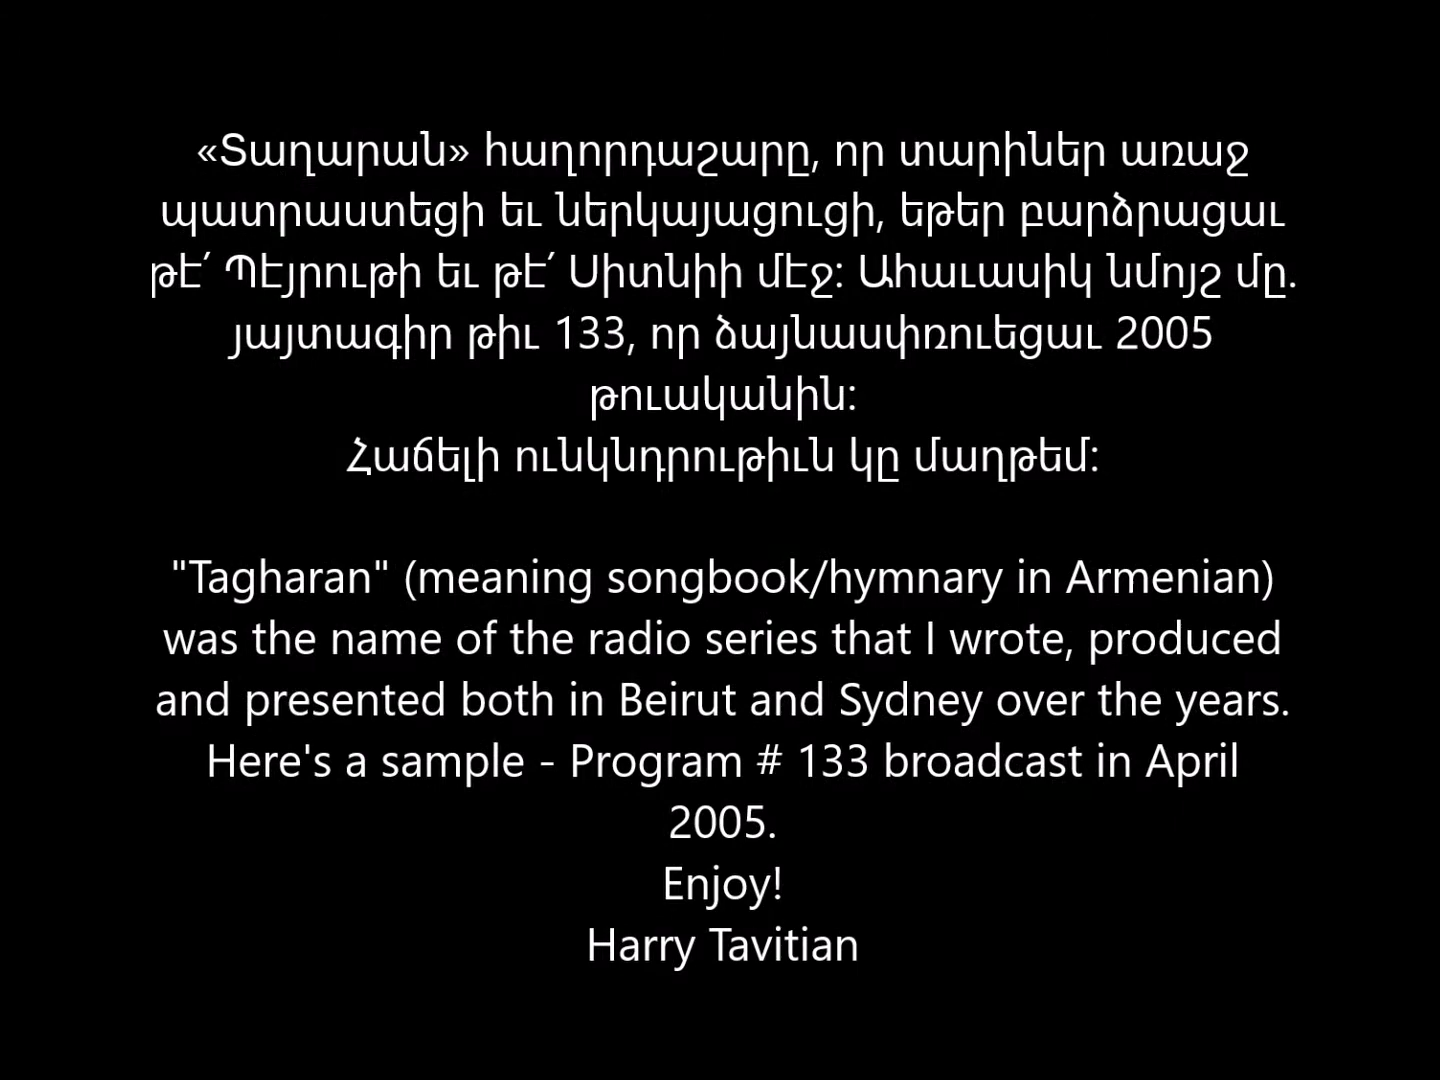 «Տաղարան» հաղորդաշարը, որ տարիներ առաջ
պատրաստեցի եւ ներկայացուցի, եթեր բարձրացաւ
թէ՛ Պէյրութի եւ թէ՛ Սիտնիի մէջ: Ահաւասիկ նմոյշ մը.
յայտագիր թիւ 133, որ ձայնասփռուեցաւ 2005
թուականին:
Հաճելի ունկնդրութիւն կը մաղթեմ:
"Tagharan" (meaning songbook/hymnary in Armenian)
was the name of the radio series that I wrote, produced
and presented both in Beirut and Sydney over the years.
Here's a sample - Program # 133 broadcast in April
2005.
Enjoy!
Harry Tavitian